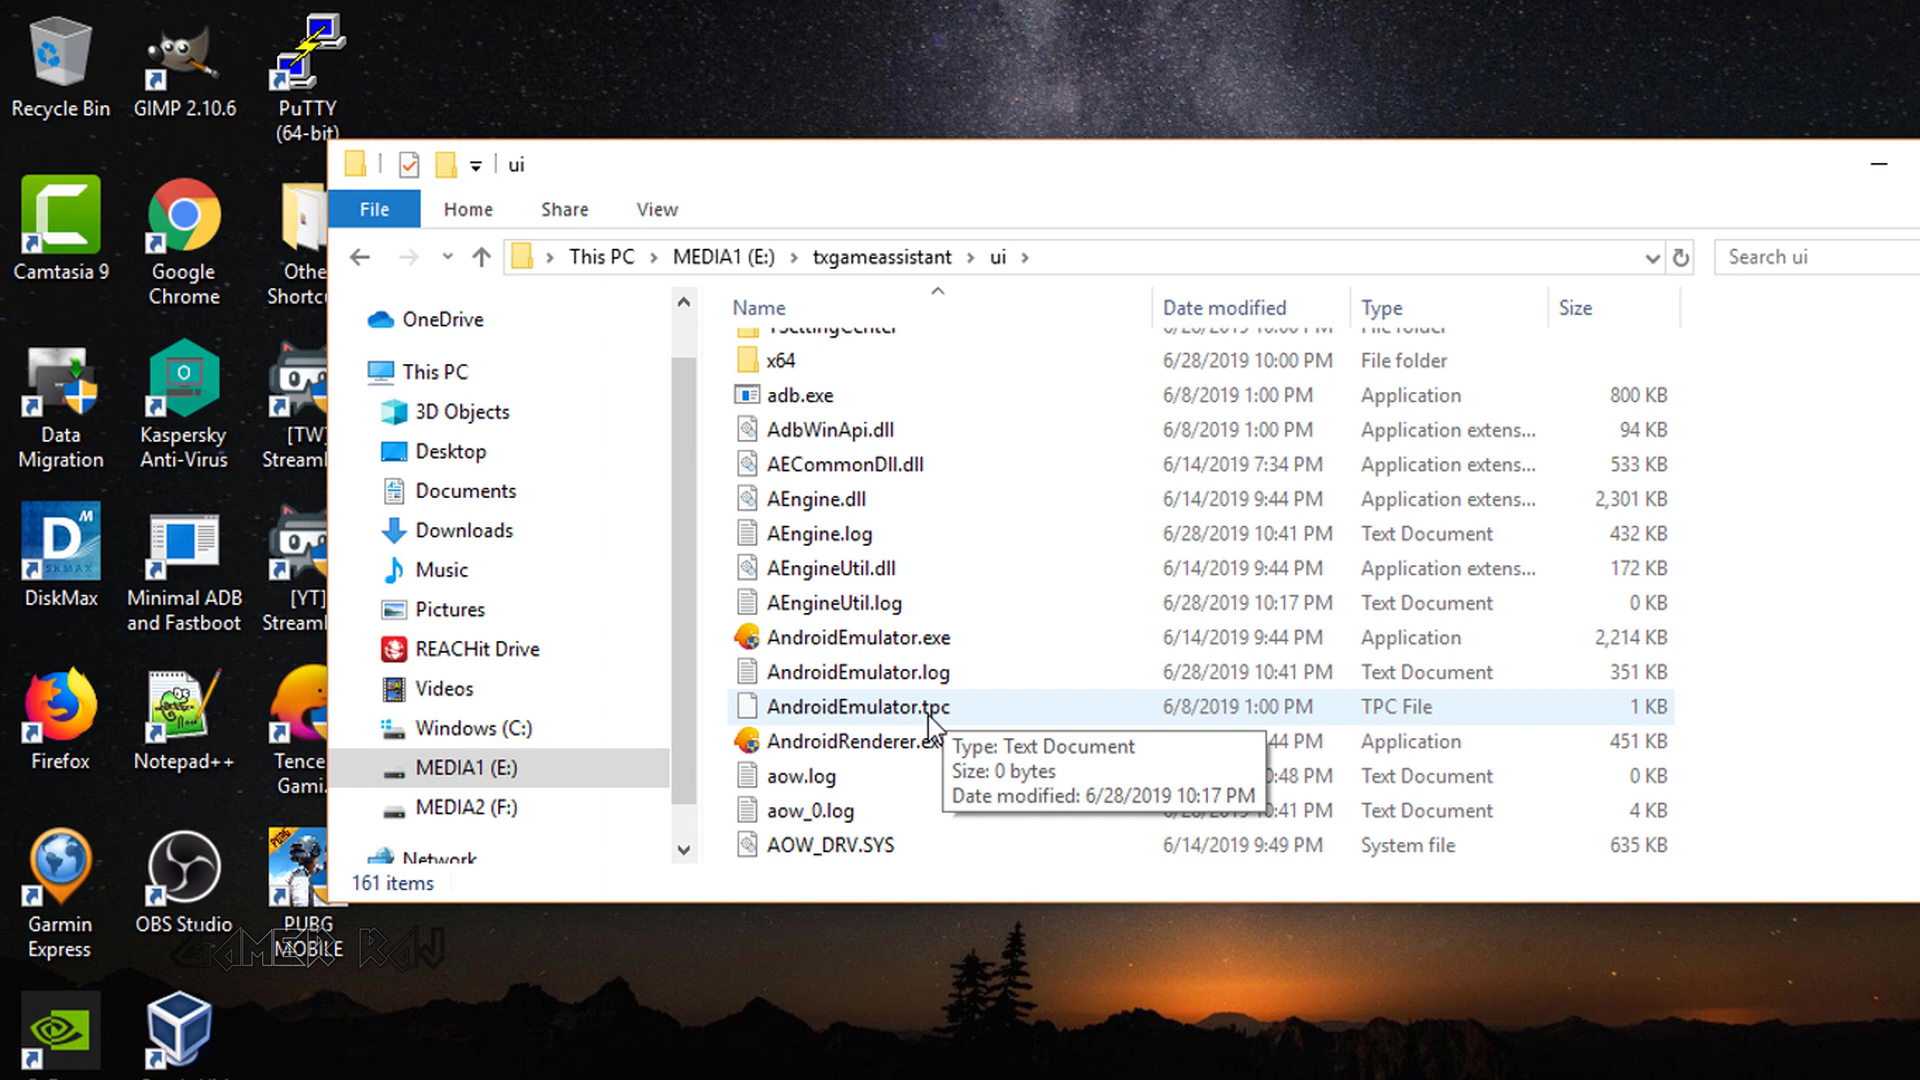 Recycle Bin
GIMP 2.10.6
PuTTY
(64-bit)
Camtasia 9
Google
Chrome
Data
Migration
Kaspersky
Anti-Virus
[TW]
DiskMax
Minimal ADB
and Fastboot
[YT]
Firefox
Notepad++
Garmin
Express
OBS Studio
PUBG
MOBILE
GAMER RAJ
ui
File
Home
Share
View
This PC
MEDIA1 (E:)
txgameassistant
ui
Search ui
OneDrive
This PC
3D Objects
Desktop
Documents
Downloads
Music
Pictures
REACHit Drive
Videos
Windows (C:)
MEDIA1 (E:)
MEDIA2 (F:)
Network
Name
Date modified
Type
Size
x64 6/28/2019 10:00 PM File folder
adb.exe 6/8/2019 1:00 PM Application 800 KB
AdbWinApi.dll 6/8/2019 1:00 PM Application extens... 94 KB
AECommonDll.dll 6/14/2019 7:34 PM Application extens... 533 KB
AEngine.dll 6/14/2019 9:44 PM Application extens... 2,301 KB
AEngine.log 6/28/2019 10:41 PM Text Document 432 KB
AEngineUtil.dll 6/14/2019 9:44 PM Application extens... 172 KB
AEngineUtil.log 6/28/2019 10:17 PM Text Document 0 KB
AndroidEmulator.exe 6/14/2019 9:44 PM Application 2,214 KB
AndroidEmulator.log 6/28/2019 10:41 PM Text Document 351 KB
AndroidEmulator.tpc 6/8/2019 1:00 PM TPC File 1 KB
AndroidRenderer.ex :44 PM Application 451 KB
Type: Text Document
Size: 0 bytes
Date modified: 6/28/2019 10:17 PM
aow.log 0:48 PM Text Document 0 KB
aow_0.log 0:41 PM Text Document 4 KB
AOW_DRV.SYS 6/14/2019 9:49 PM System file 635 KB
161 items